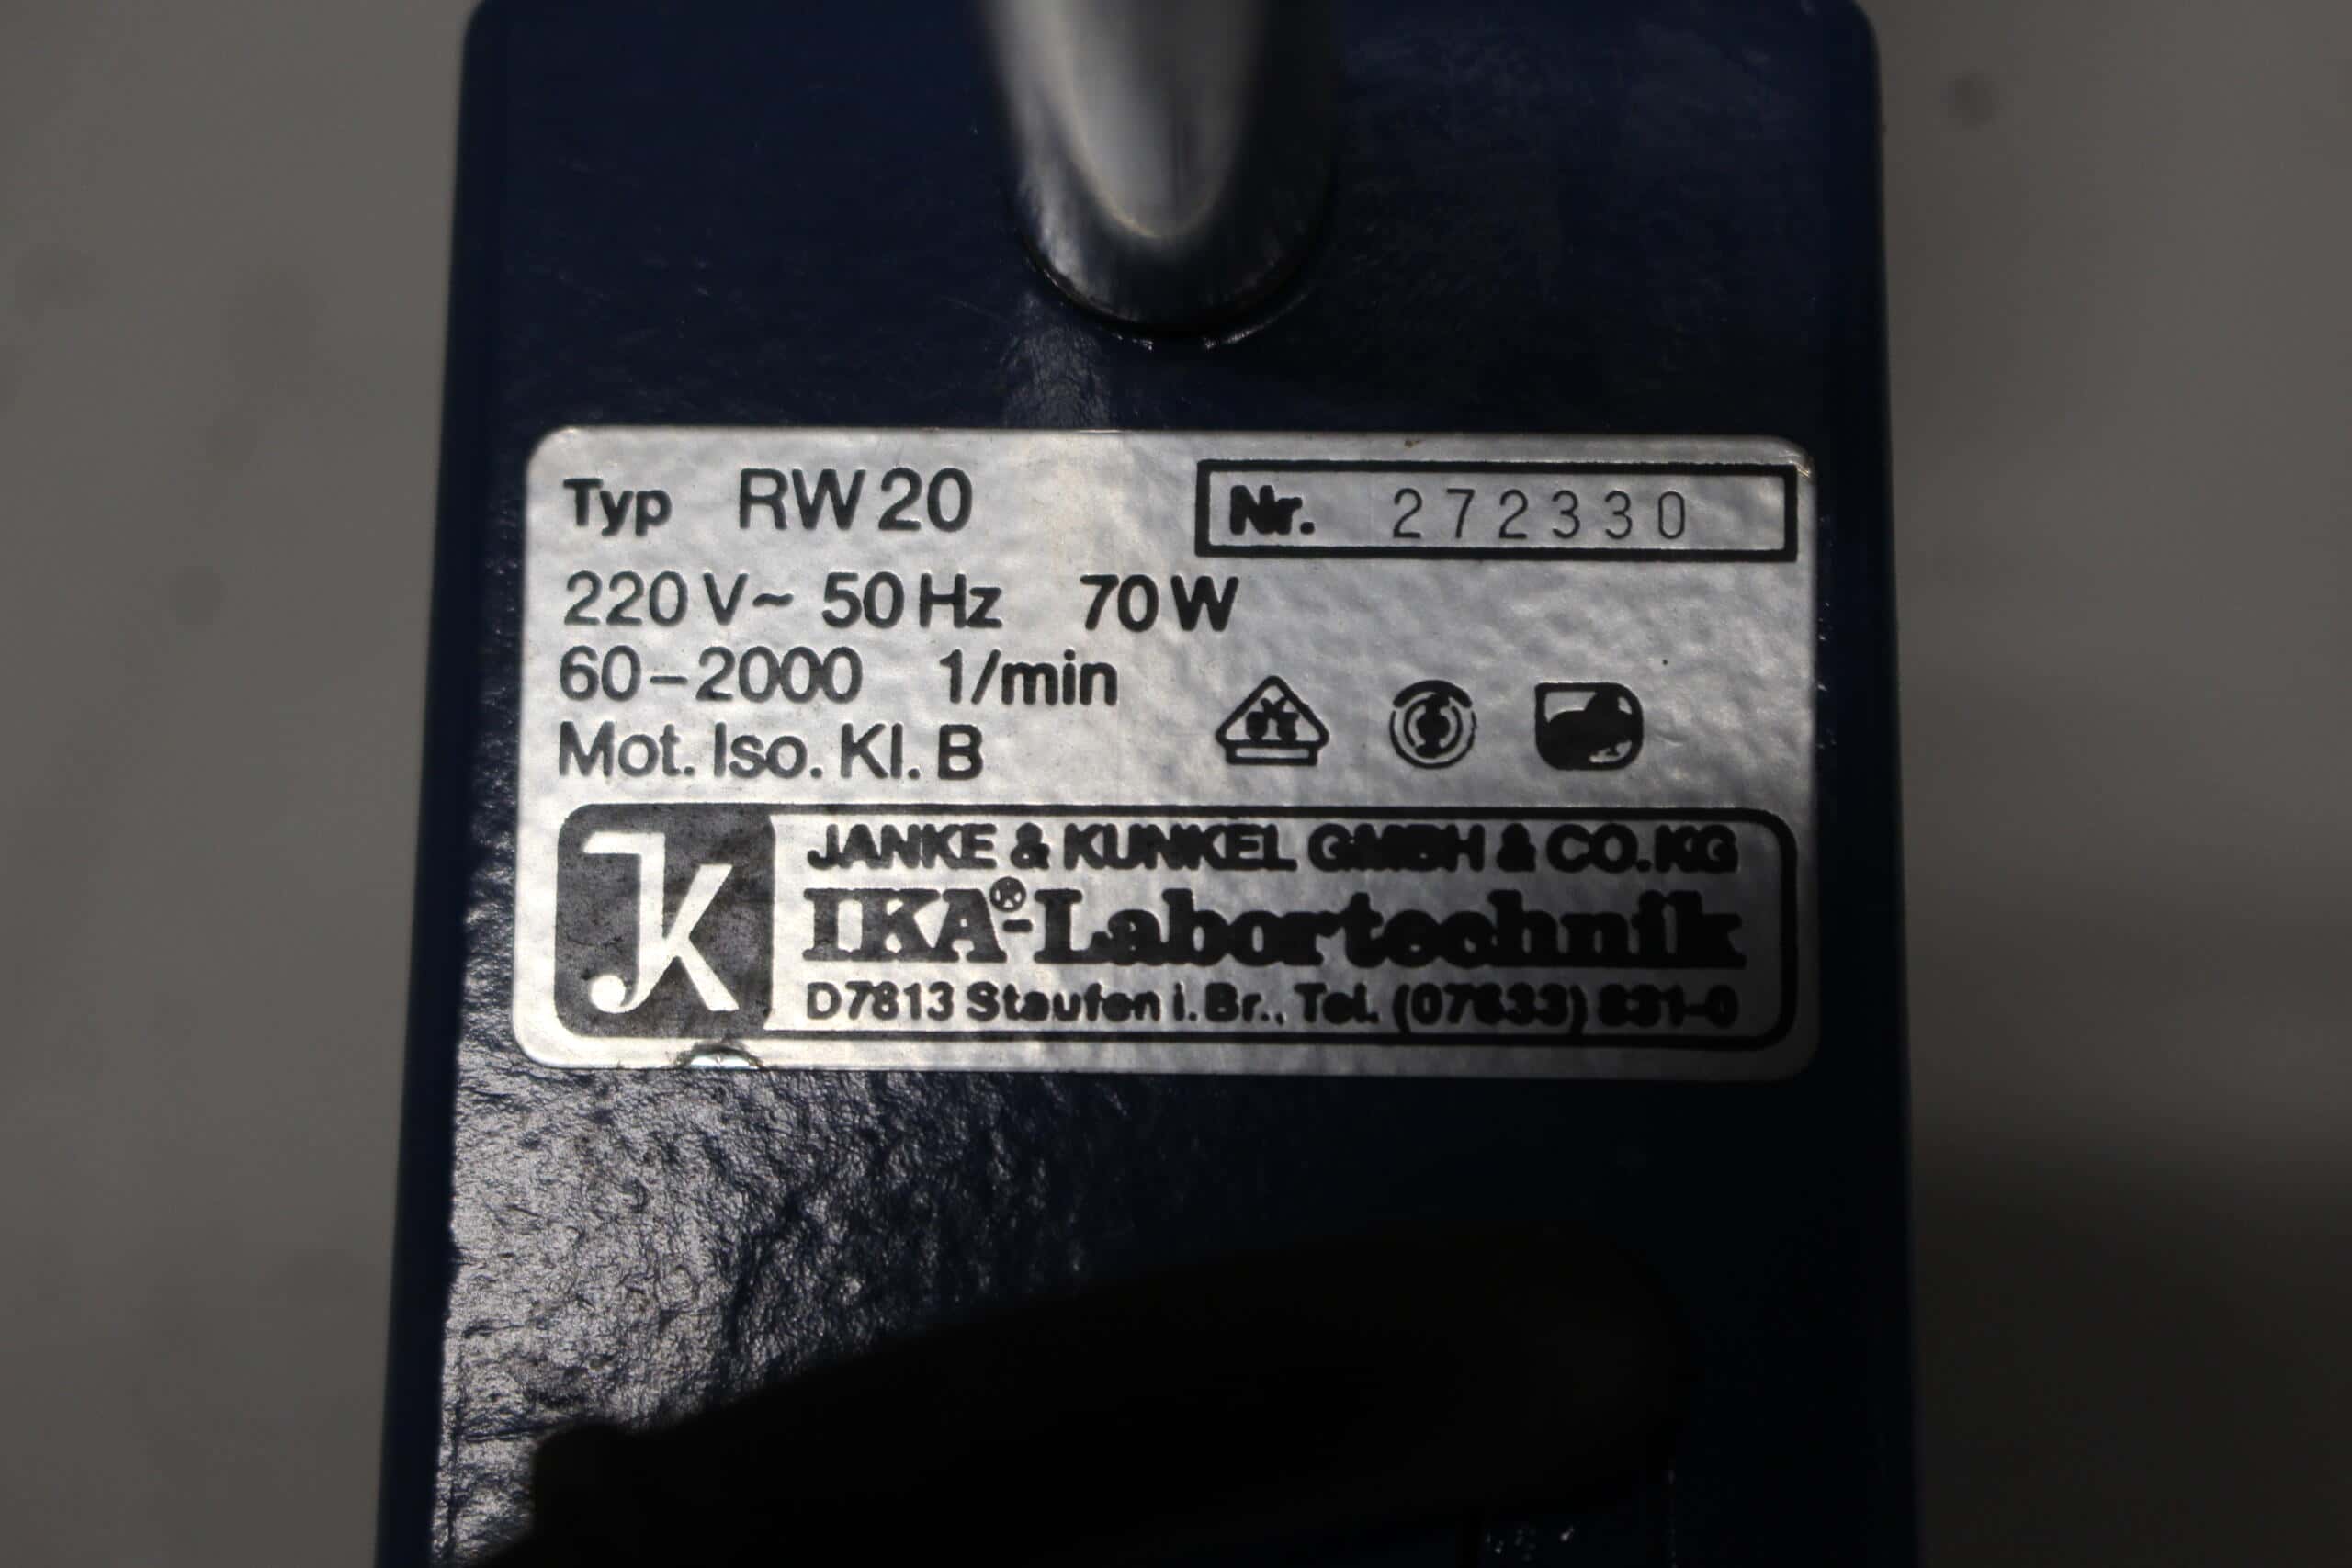 Typ RW 20 Nr. 272330
220 V~ 50 Hz 70 W
60-2000 1/min
Mot. Iso. Kl. B
JK
JANKE & KUNKEL GMBH & CO. KG
IKA®-Labortechnik
D7813 Staufen i. Br., Tel. (07633) 831-0